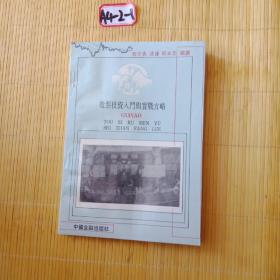 A4-2-1
股票投資入門與實戰方略
GUPIAO
TOU ZI RU MEN YU
SHI ZHAN FANG LUE
中國金融出版社